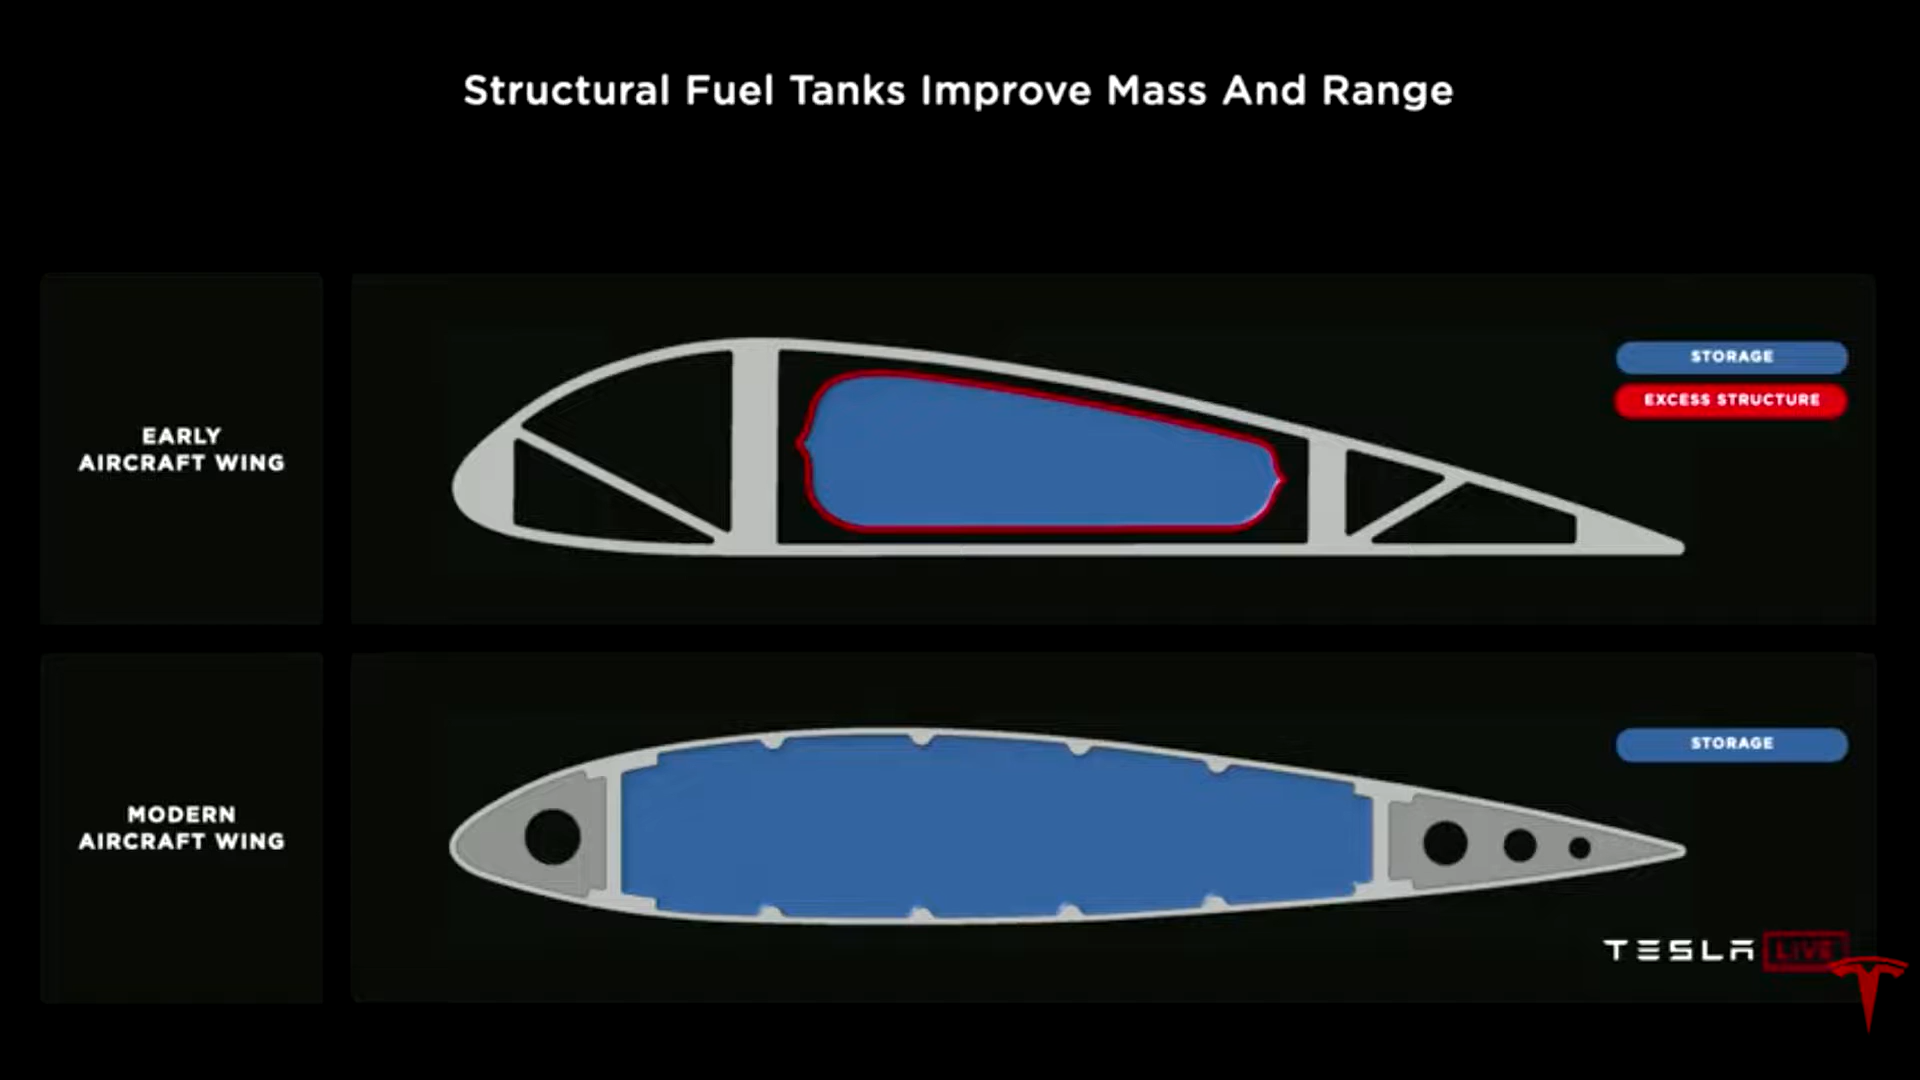 Structural Fuel Tanks Improve Mass And Range
EARLY
AIRCRAFT WING
STORAGE
EXCESS STRUCTURE
MODERN
AIRCRAFT WING
STORAGE
TESLA LIVE